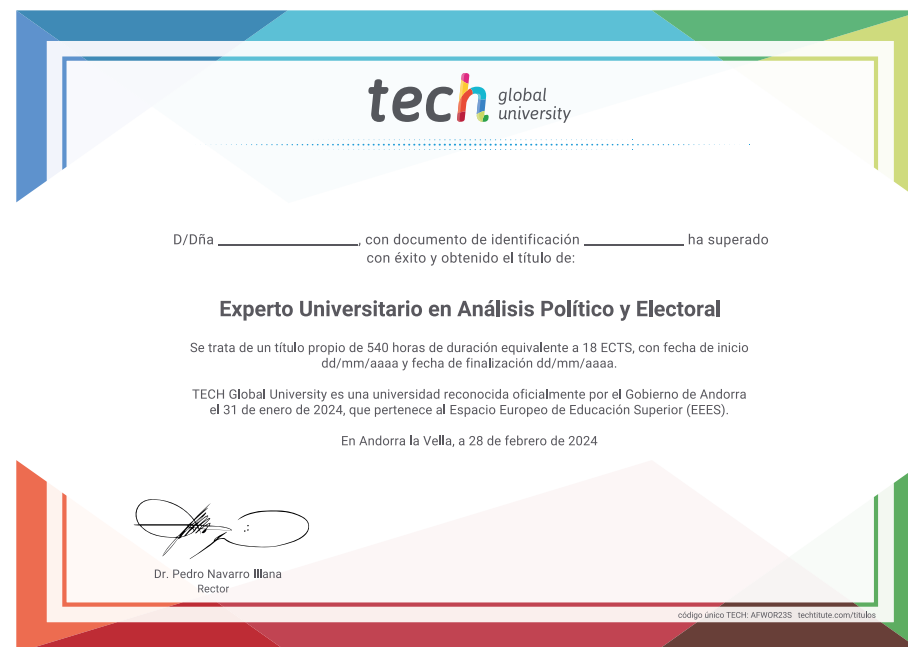 tech global university
D/Dña ____________________, con documento de identificación ______________ ha superado
con éxito y obtenido el título de:
Experto Universitario en Análisis Político y Electoral
Se trata de un título propio de 540 horas de duración equivalente a 18 ECTS, con fecha de inicio
dd/mm/aaaa y fecha de finalización dd/mm/aaaa.
TECH Global University es una universidad reconocida oficialmente por el Gobierno de Andorra
el 31 de enero de 2024, que pertenece al Espacio Europeo de Educación Superior (EEES).
En Andorra la Vella, a 28 de febrero de 2024
Dr. Pedro Navarro Illana
Rector
código único TECH: AFWOR23S techtitute.com/titulos